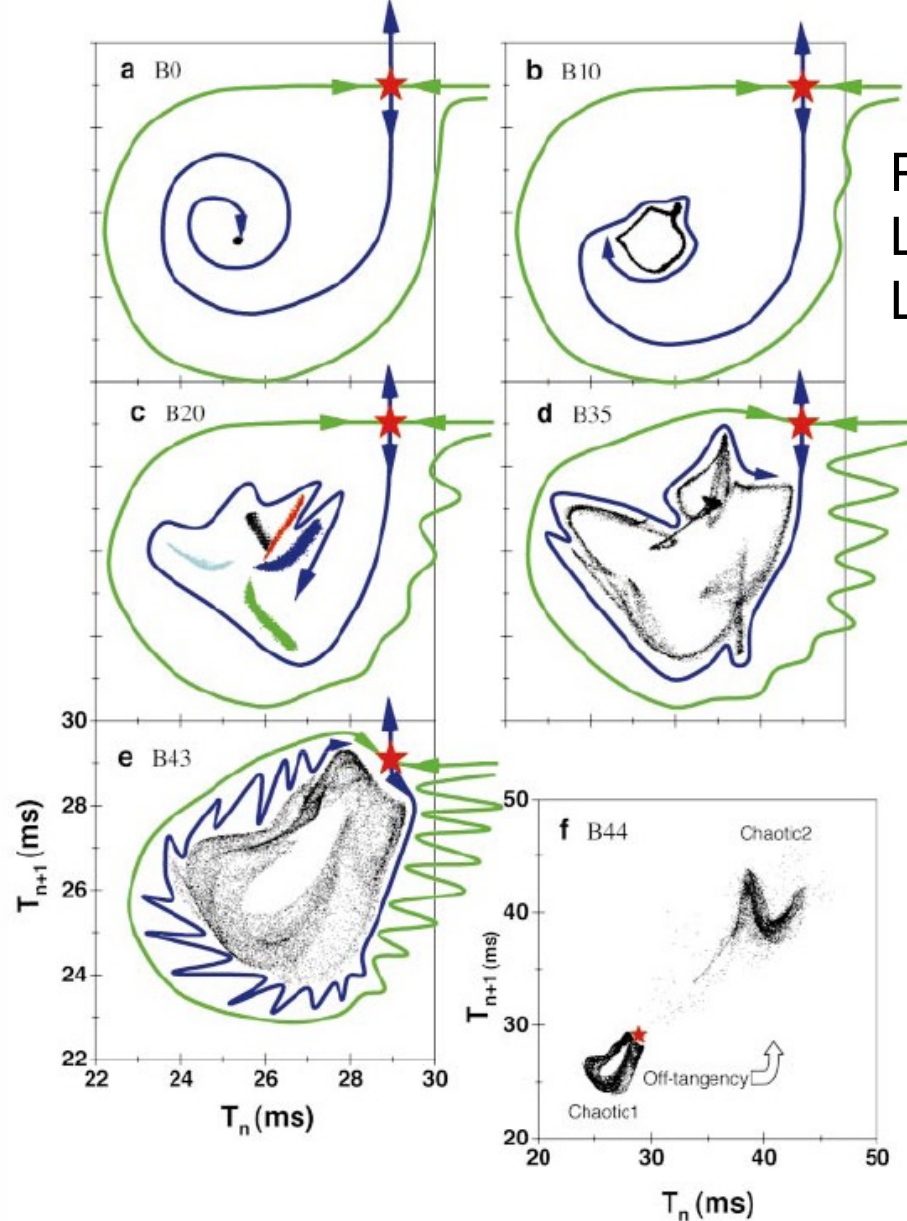 a B0
b B10
F
L
L
c B20
d B35
30
e B43
28
26
24
22
T_{n+1} (ms)
22 24 26 28 30
T_n (ms)
50
f B44
Chaotic2
40
T_{n+1} (ms)
30
Off-tangency
Chaotic1
20
20 30 40 50
T_n (ms)